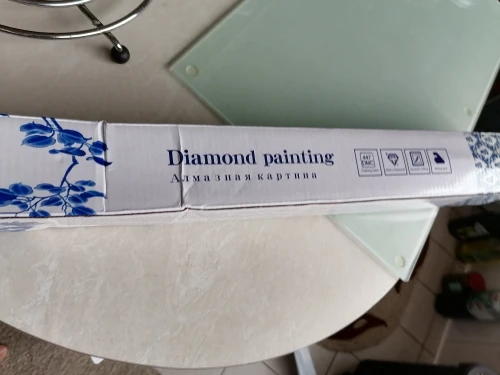 Diamond painting
Алмазная картина